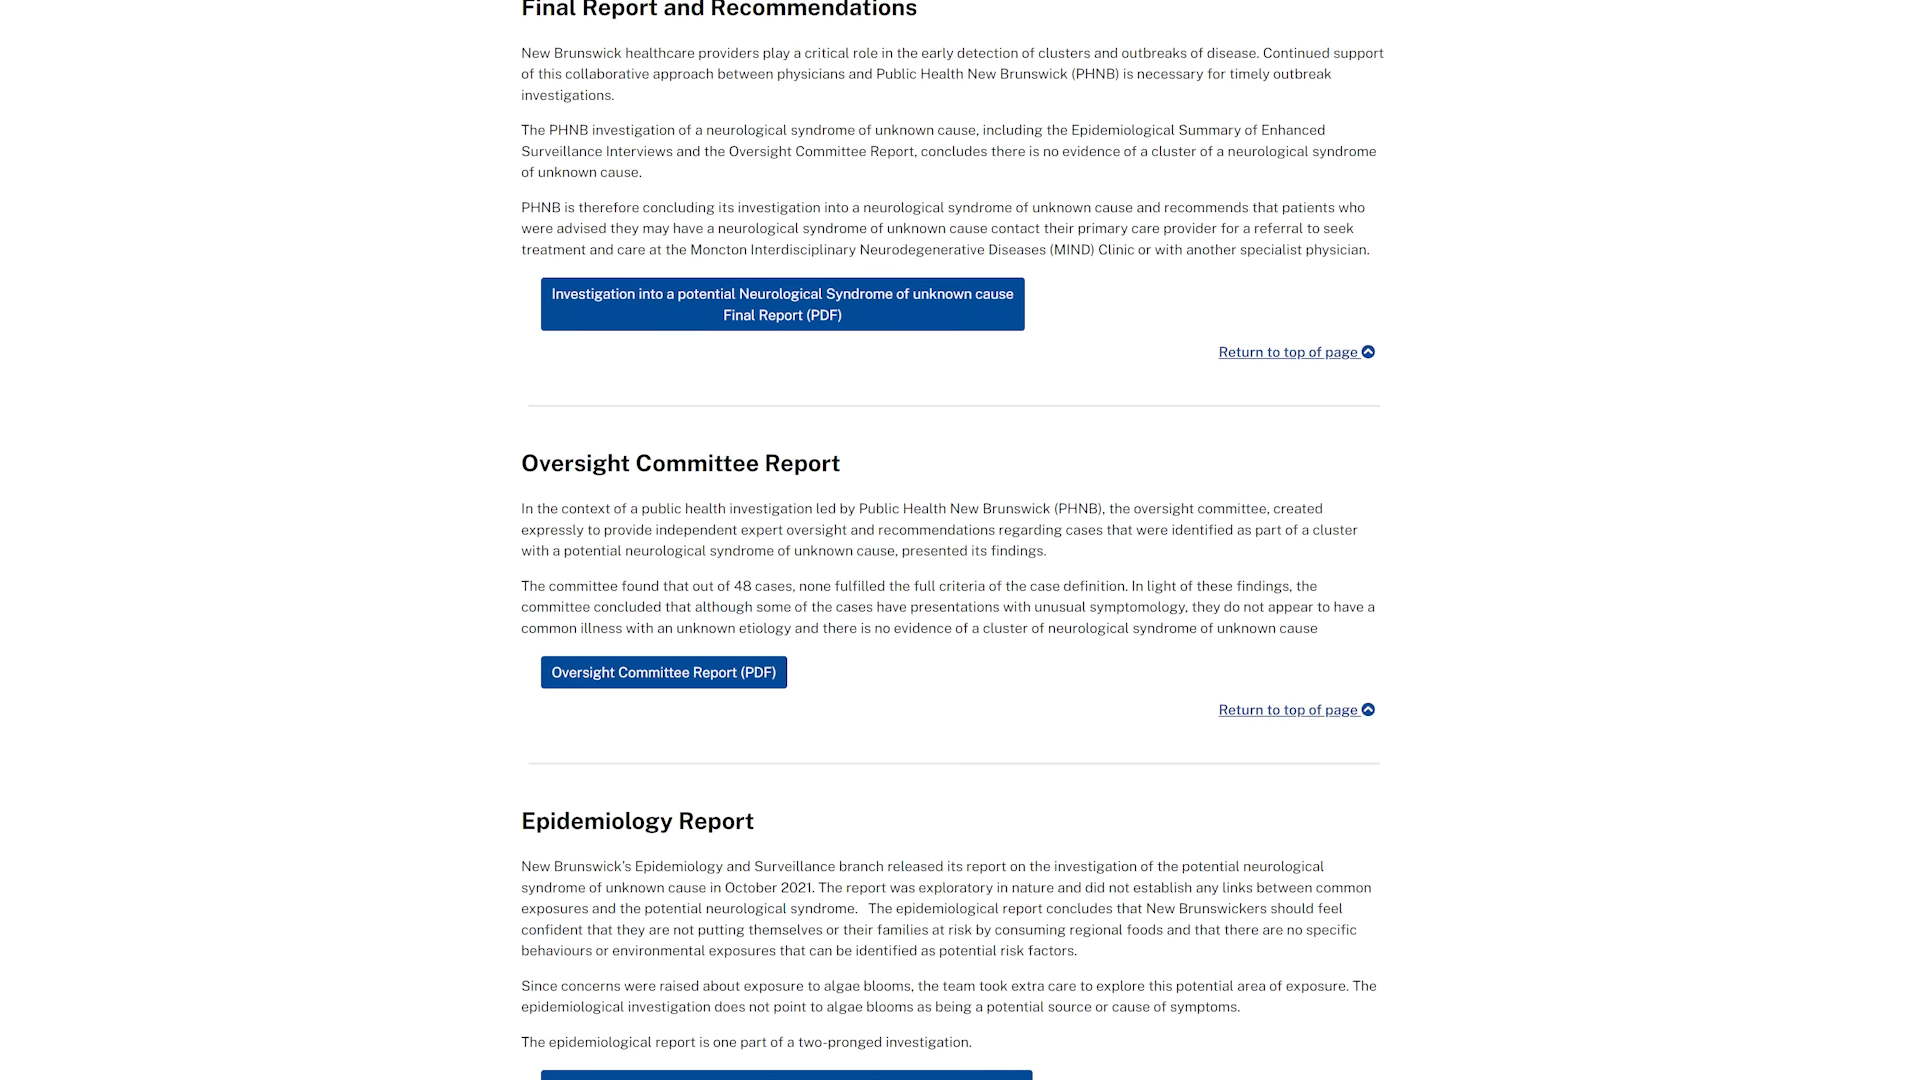 Final Report and Recommendations
New Brunswick healthcare providers play a critical role in the early detection of clusters and outbreaks of disease. Continued support
of this collaborative approach between physicians and Public Health New Brunswick (PHNB) is necessary for timely outbreak
investigations.
The PHNB investigation of a neurological syndrome of unknown cause, including the Epidemiological Summary of Enhanced
Surveillance Interviews and the Oversight Committee Report, concludes there is no evidence of a cluster of a neurological syndrome
of unknown cause.
PHNB is therefore concluding its investigation into a neurological syndrome of unknown cause and recommends that patients who
were advised they may have a neurological syndrome of unknown cause contact their primary care provider for a referral to seek
treatment and care at the Moncton Interdisciplinary Neurodegenerative Diseases (MIND) Clinic or with another specialist physician.
Investigation into a potential Neurological Syndrome of unknown cause
Final Report (PDF)
Return to top of page
Oversight Committee Report
In the context of a public health investigation led by Public Health New Brunswick (PHNB), the oversight committee, created
expressly to provide independent expert oversight and recommendations regarding cases that were identified as part of a cluster
with a potential neurological syndrome of unknown cause, presented its findings.
The committee found that out of 48 cases, none fulfilled the full criteria of the case definition. In light of these findings, the
committee concluded that although some of the cases have presentations with unusual symptomology, they do not appear to have a
common illness with an unknown etiology and there is no evidence of a cluster of neurological syndrome of unknown cause
Oversight Committee Report (PDF)
Return to top of page
Epidemiology Report
New Brunswick's Epidemiology and Surveillance branch released its report on the investigation of the potential neurological
syndrome of unknown cause in October 2021. The report was exploratory in nature and did not establish any links between common
exposures and the potential neurological syndrome.   The epidemiological report concludes that New Brunswickers should feel
confident that they are not putting themselves or their families at risk by consuming regional foods and that there are no specific
behaviours or environmental exposures that can be identified as potential risk factors.
Since concerns were raised about exposure to algae blooms, the team took extra care to explore this potential area of exposure. The
epidemiological investigation does not point to algae blooms as being a potential source or cause of symptoms.
The epidemiological report is one part of a two-pronged investigation.